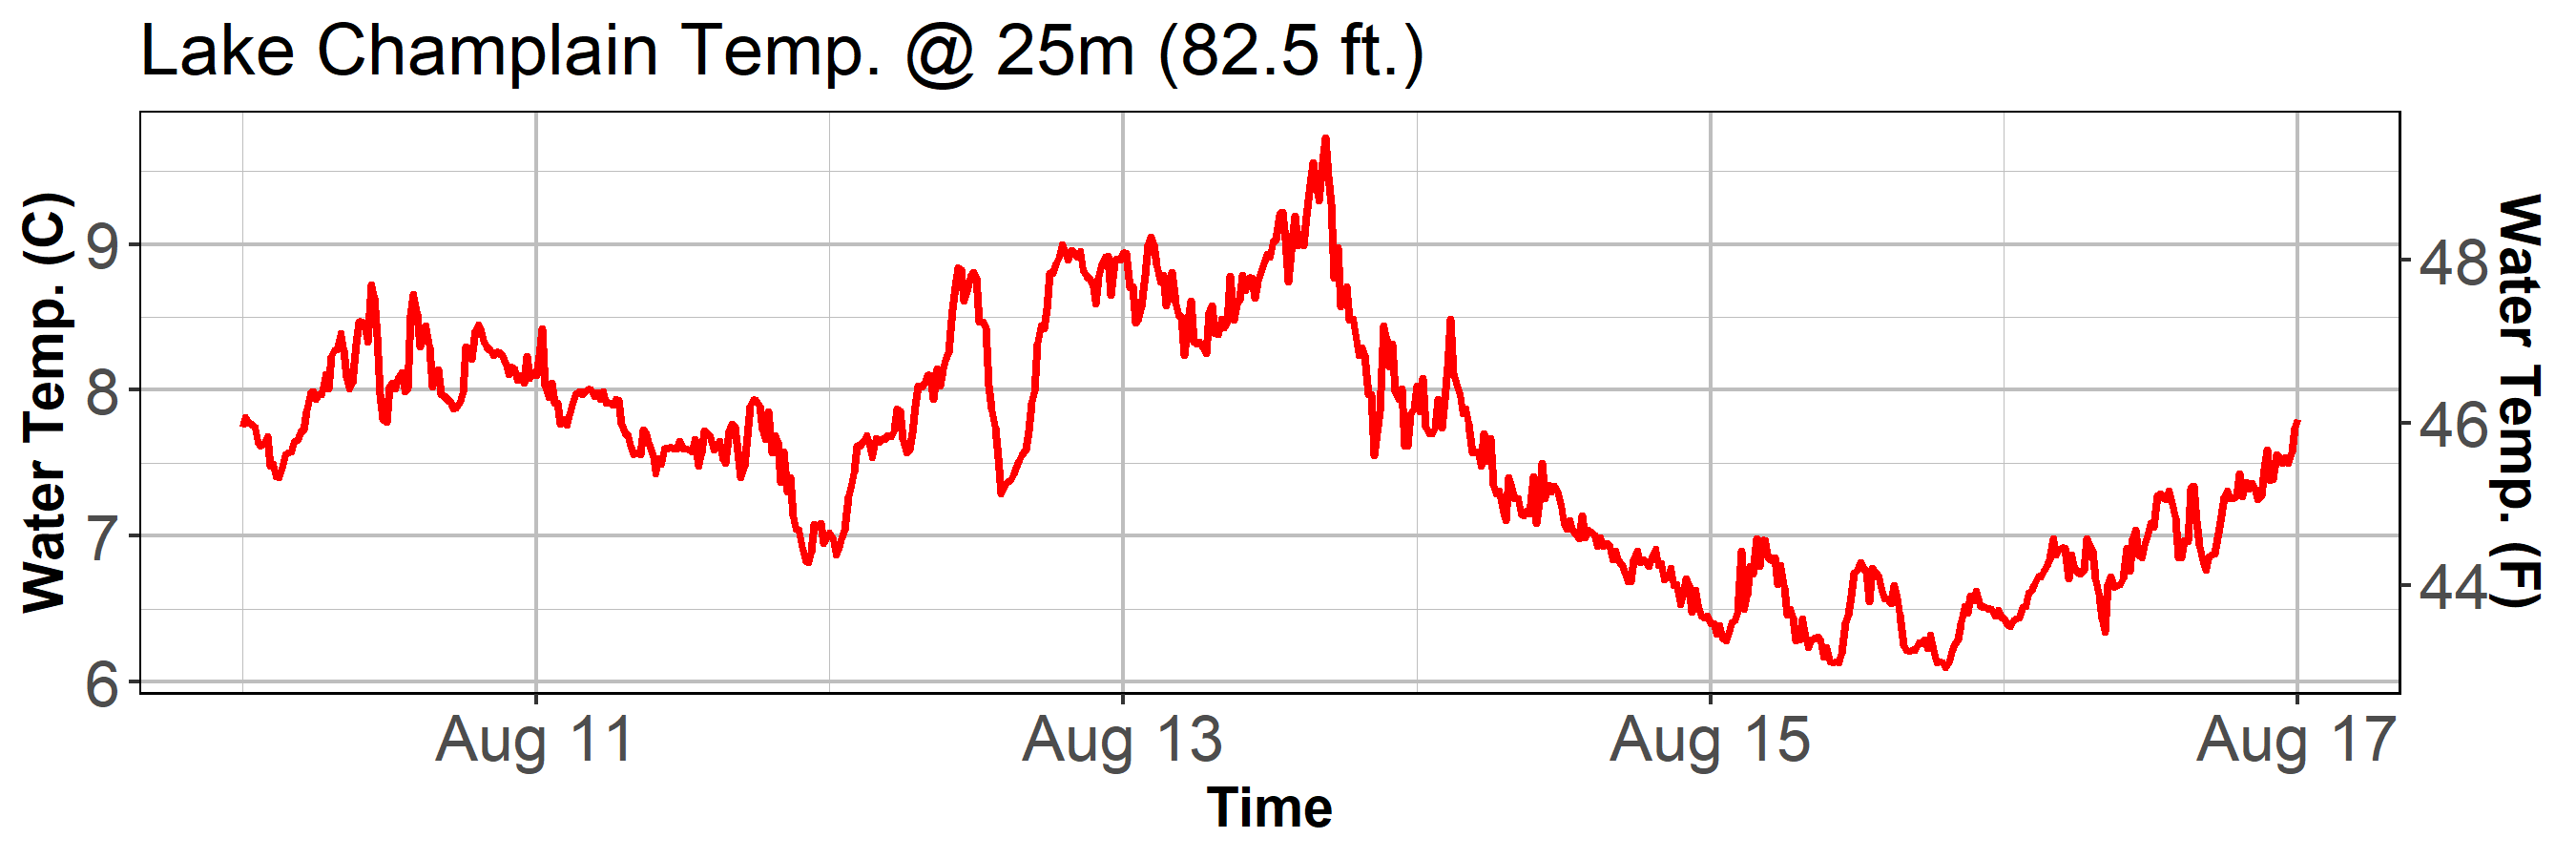 Lake Champlain Temp. @ 25m (82.5 ft.)
Water Temp. (C)
9
8
7
6
48
46
44
Water Temp. (F)
Aug 11 Aug 13 Aug 15 Aug 17
Time